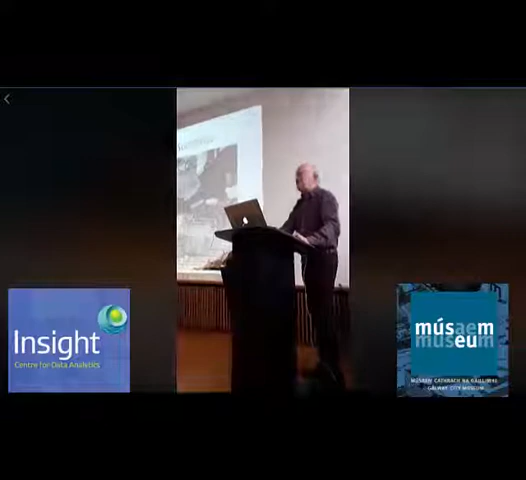 Insight
Centre for Data Analytics
músaem
museum
MÚSAEM CATHRACH NA GAILLIMHE
GALWAY CITY MUSEUM